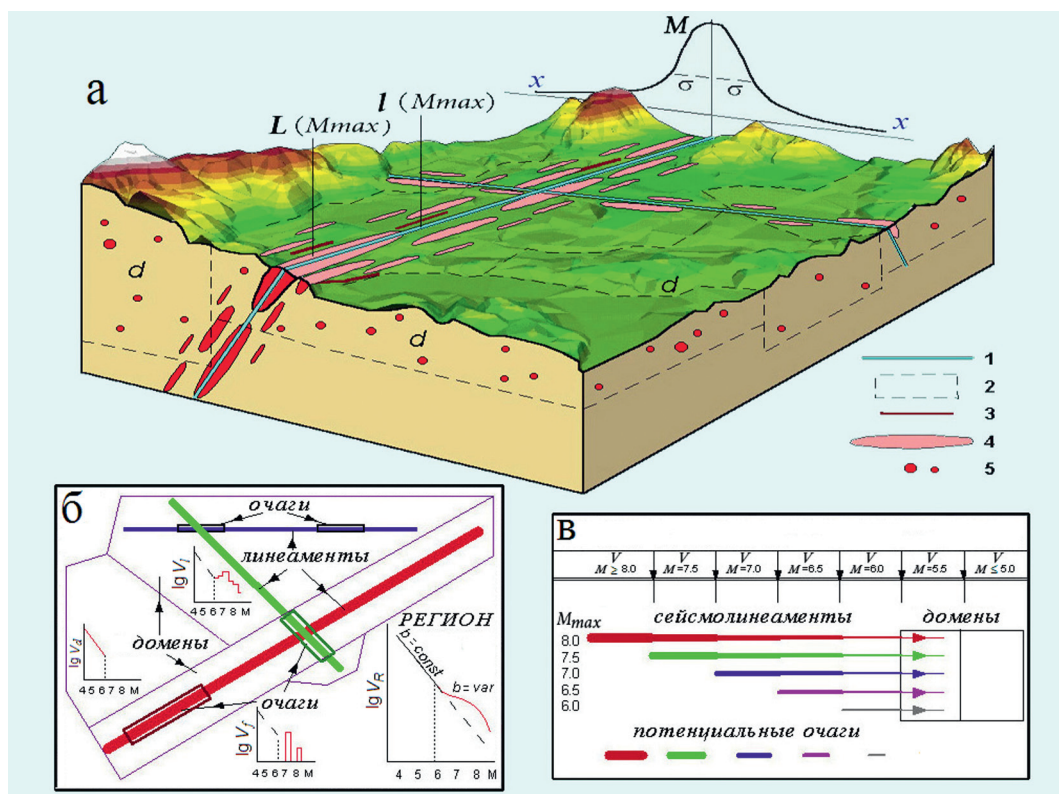 а
M
σ σ
x
x
l (Mmax)
L (Mmax)
d
d
d
d
1
2
3
4
5
б
очаги
линеаменты
lg Vl
4 5 6 7 8 M
РЕГИОН
домены
lg Vd
4 5 6 7 8 M
b = const
b = var
lg VR
очаги
lg Vf
4 5 6 7 8 M
4 5 6 7 8 M
в
V V V V V V V
M ≥ 8.0 M = 7.5 M = 7.0 M = 6.5 M = 6.0 M = 5.5 M ≤ 5.0
Mmax сейсмолинеаменты домены
8.0
7.5
7.0
6.5
6.0
потенциальные очаги